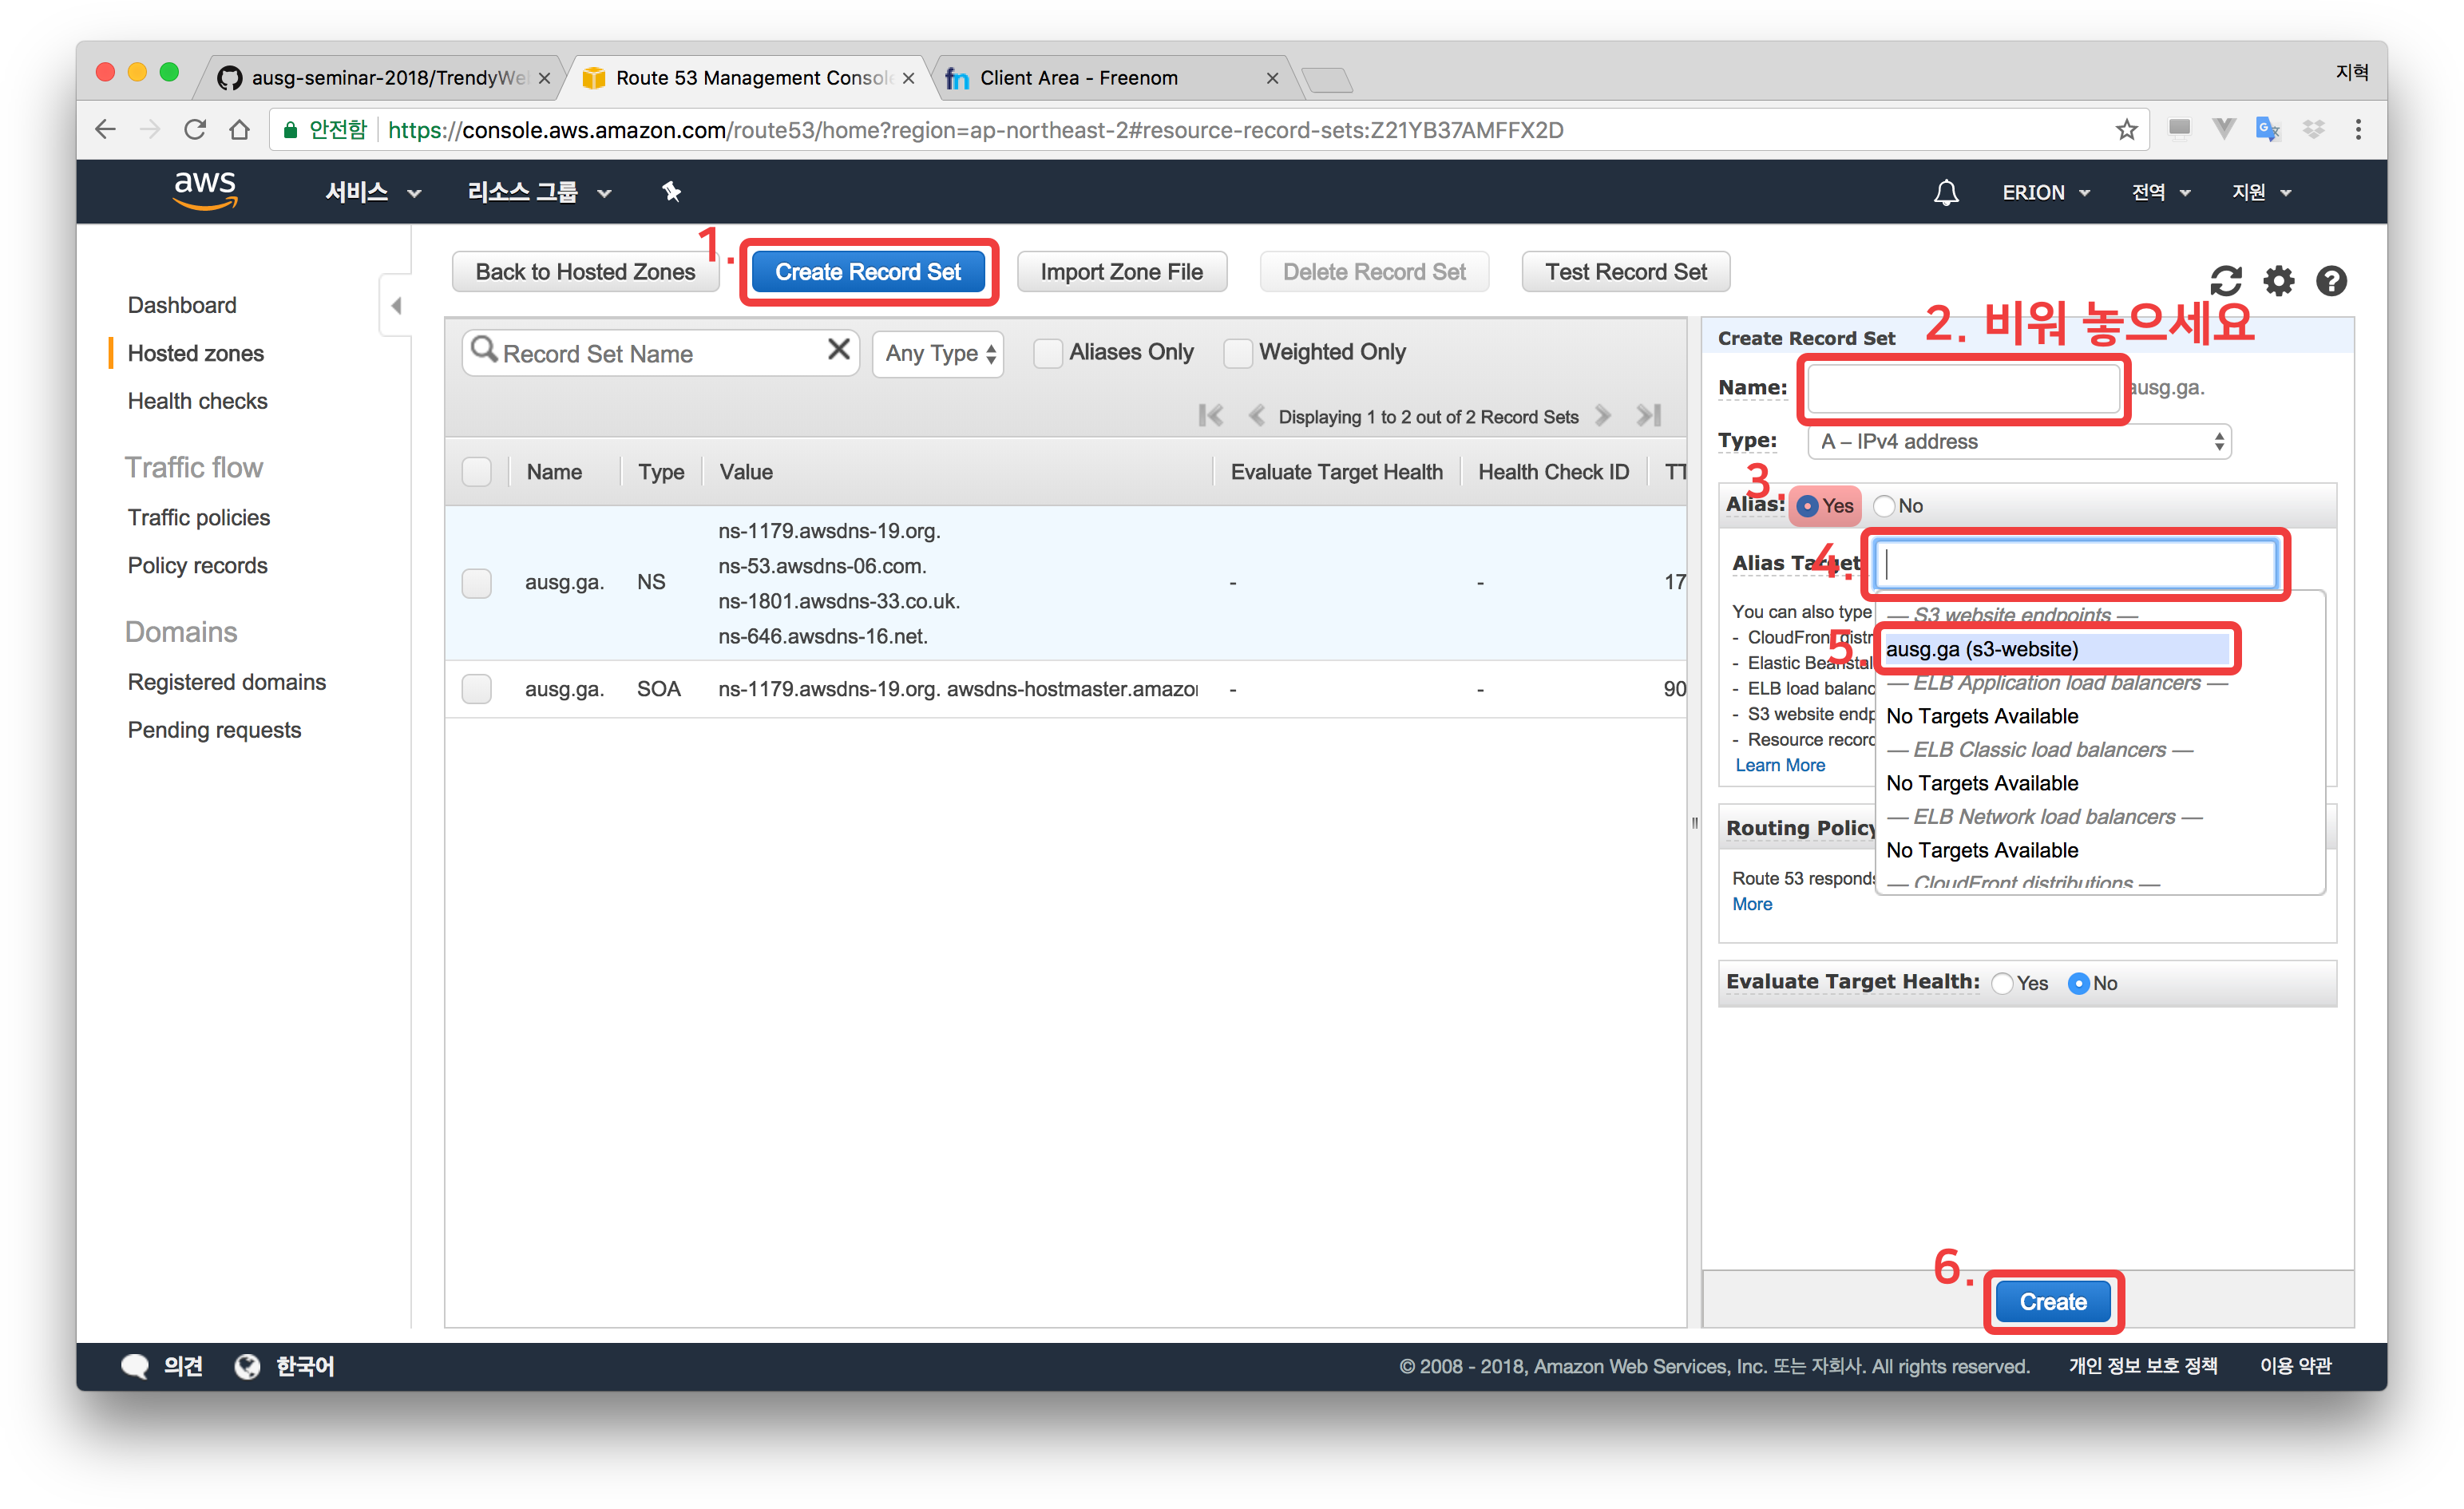 ausg-seminar-2018/TrendyWe
Route 53 Management Console
fn Client Area - Freenom
지혁
안전함 https://console.aws.amazon.com/route53/home?region=ap-northeast-2#resource-record-sets:Z21YB37AMFFX2D
aws 서비스 리소스 그룹 ERION 전역 지원
Dashboard
Hosted zones
Health checks
Traffic flow
Traffic policies
Policy records
Domains
Registered domains
Pending requests
Back to Hosted Zones 1. Create Record Set Import Zone File Delete Record Set Test Record Set
Record Set Name Any Type Aliases Only Weighted Only
Displaying 1 to 2 out of 2 Record Sets
Name Type Value Evaluate Target Health Health Check ID TT
ns-1179.awsdns-19.org.
ns-53.awsdns-06.com.
ausg.ga. NS - - 17
ns-1801.awsdns-33.co.uk.
ns-646.awsdns-16.net.
ausg.ga. SOA ns-1179.awsdns-19.org. awsdns-hostmaster.amazor - - 90
Create Record Set 2. 비워 놓으세요
Name: ausg.ga.
Type: A – IPv4 address
3.
Alias: Yes No
Alias Target 4.
You can also type
- CloudFront distr
- Elastic Beanstal
- ELB load balanc
- S3 website endp
- Resource record
Learn More
— S3 website endpoints —
5. ausg.ga (s3-website)
— ELB Application load balancers —
No Targets Available
— ELB Classic load balancers —
No Targets Available
— ELB Network load balancers —
No Targets Available
— CloudFront distributions —
Routing Policy
Route 53 responds
More
Evaluate Target Health: Yes No
6. Create
의견 한국어 © 2008 - 2018, Amazon Web Services, Inc. 또는 자회사. All rights reserved. 개인 정보 보호 정책 이용 약관